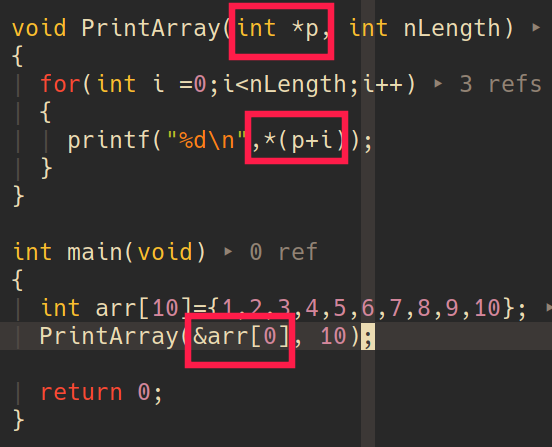 void PrintArray(int *p, int nLength) ‣
{
for(int i =0;i<nLength;i++) ‣ 3 refs
{
printf("%d\n",*(p+i));
}
}
int main(void) ‣ 0 ref
{
int arr[10]={1,2,3,4,5,6,7,8,9,10}; ‣
PrintArray(&arr[0], 10);
return 0;
}